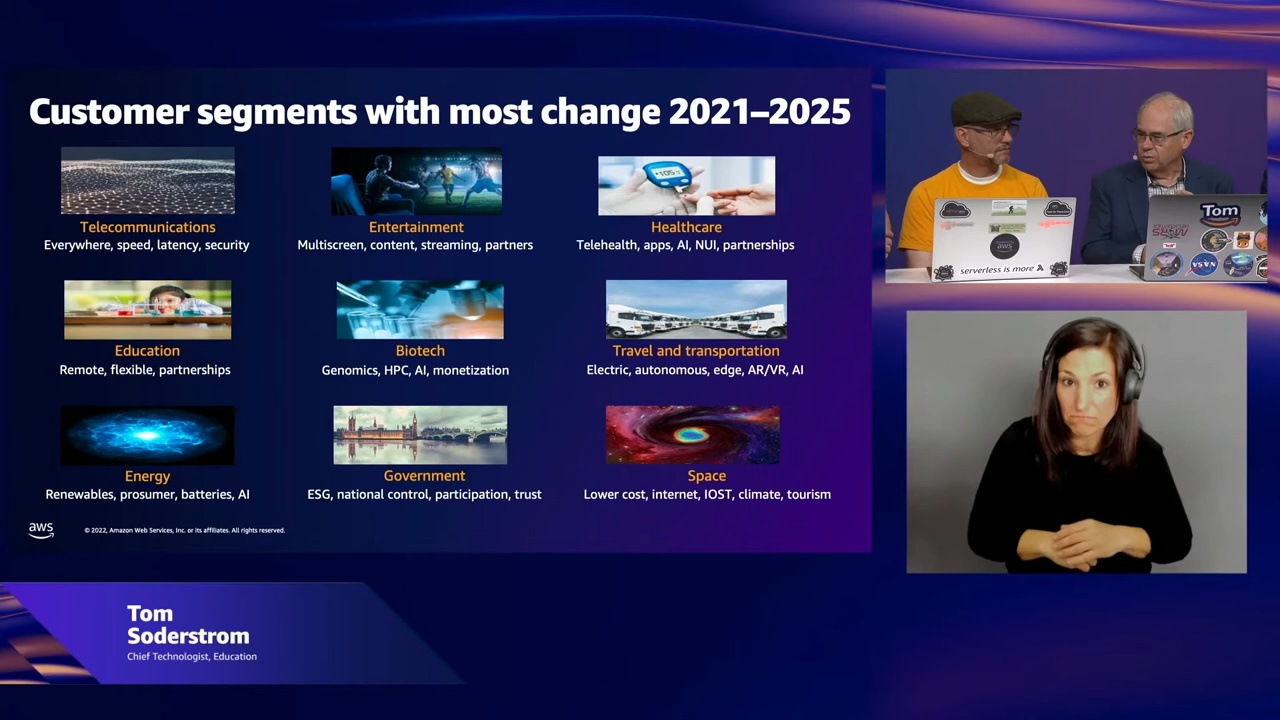 Customer segments with most change 2021–2025
Telecommunications
Everywhere, speed, latency, security
Entertainment
Multiscreen, content, streaming, partners
Healthcare
Telehealth, apps, AI, NUI, partnerships
Education
Remote, flexible, partnerships
Biotech
Genomics, HPC, AI, monetization
Travel and transportation
Electric, autonomous, edge, AR/VR, AI
Energy
Renewables, prosumer, batteries, AI
Government
ESG, national control, participation, trust
Space
Lower cost, internet, IOST, climate, tourism
aws
© 2022, Amazon Web Services, Inc. or its affiliates. All rights reserved.
aws
serverless is more
Tom
SHOW
NASA
Tom
Soderstrom
Chief Technologist, Education